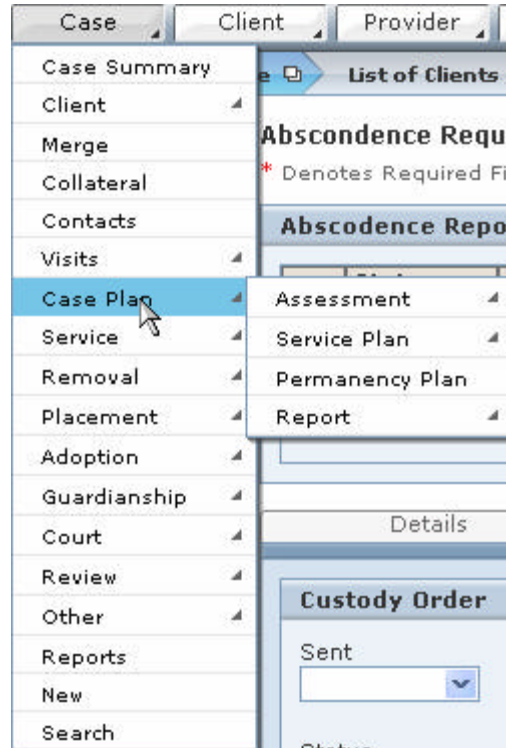 Case Client Provider
Case Summary
List of Clients
Client
Abscondence Requ
Merge
* Denotes Required Fi
Collateral
Contacts
Abscodence Repo
Visits
Case Plan
Assessment
Service
Service Plan
Removal
Permanency Plan
Placement
Report
Adoption
Guardianship
Court
Details
Review
Custody Order
Other
Sent
Reports
New
Search